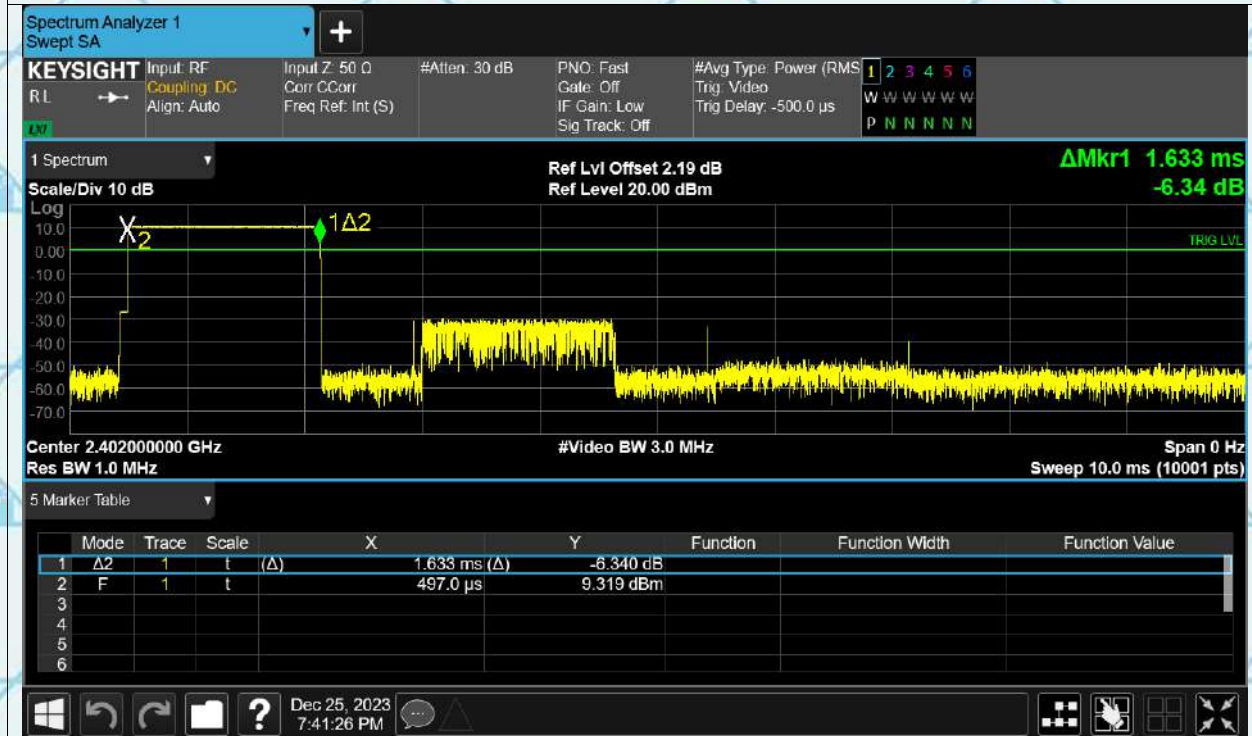 Spectrum Analyzer 1
Swept SA
+
KEYSIGHT
RL
LXI
Input: RF
Coupling: DC
Align: Auto
Input Z: 50 Ω
Corr CCorr
Freq Ref: Int (S)
#Atten: 30 dB
PNO: Fast
Gate: Off
IF Gain: Low
Sig Track: Off
#Avg Type: Power (RMS
Trig: Video
Trig Delay: -500.0 µs
1 2 3 4 5 6
W W W W W W
P N N N N N
1 Spectrum
Scale/Div 10 dB
Ref Lvl Offset 2.19 dB
Ref Level 20.00 dBm
ΔMkr1 1.633 ms
-6.34 dB
Log
10.0
0.00
-10.0
-20.0
-30.0
-40.0
-50.0
-60.0
-70.0
2
1Δ2
TRIG LVL
Center 2.402000000 GHz
Res BW 1.0 MHz
#Video BW 3.0 MHz
Span 0 Hz
Sweep 10.0 ms (10001 pts)
5 Marker Table
Mode Trace Scale X Y Function Function Width Function Value
1 Δ2 1 t (Δ) 1.633 ms (Δ) -6.340 dB
2 F 1 t 497.0 µs 9.319 dBm
3
4
5
6
?
Dec 25, 2023
7:41:26 PM